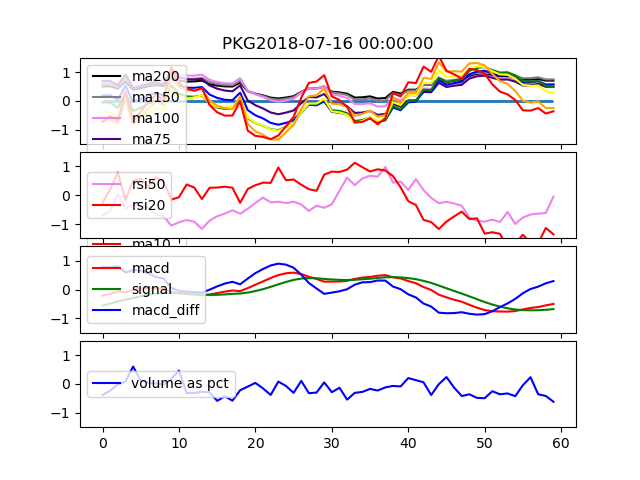 PKG2018-07-16 00:00:00
1
0
−1
ma200
ma150
ma100
ma75
1
0
−1
rsi50
rsi20
ma10
1
0
−1
macd
signal
macd_diff
1
0
−1
volume as pct
0 10 20 30 40 50 60